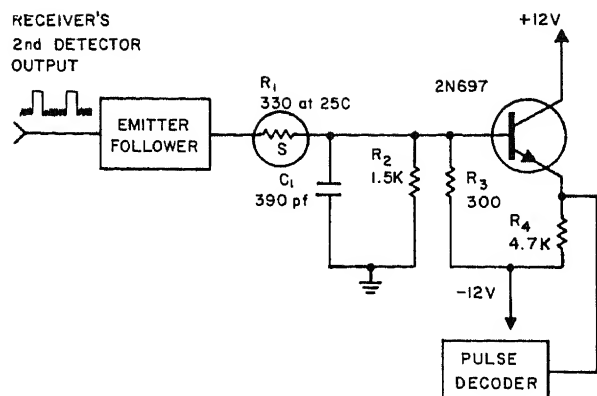 RECEIVER'S
2nd DETECTOR
OUTPUT
EMITTER
FOLLOWER
R1
330 at 25C
S
C1
390 pf
R2
1.5K
R3
300
2N697
+12V
R4
4.7K
-12V
PULSE
DECODER